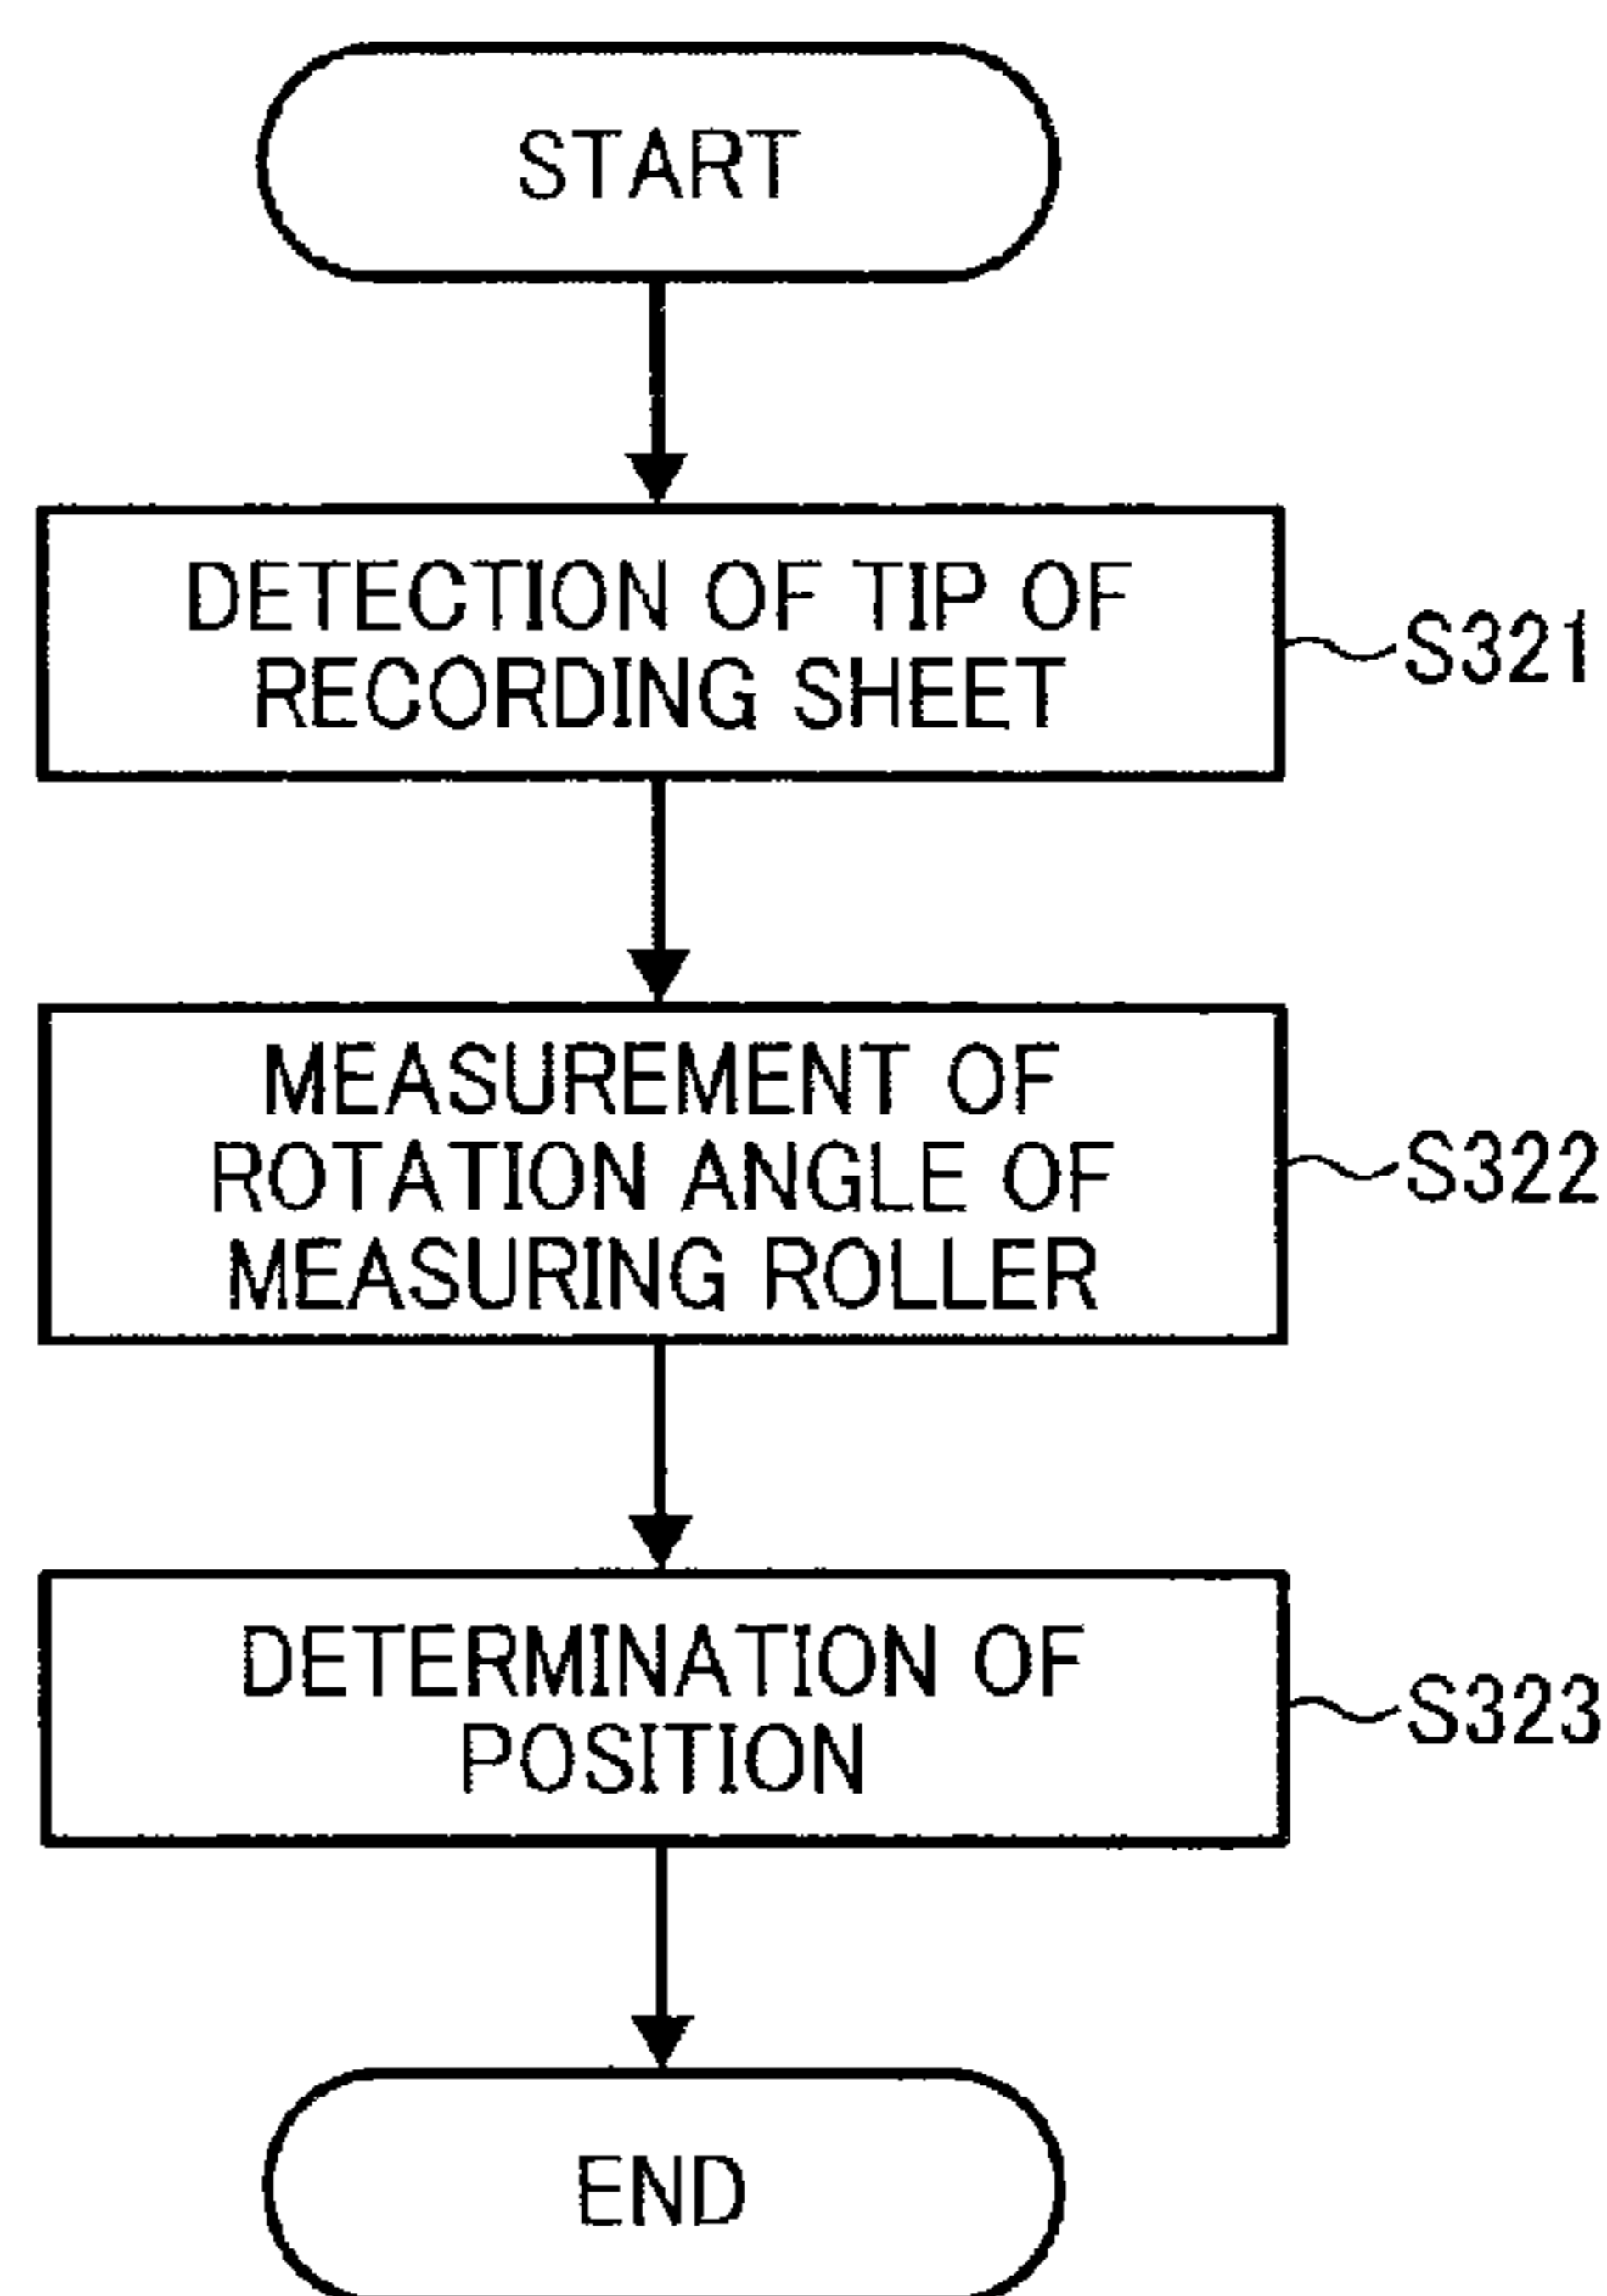 START
DETECTION OF TIP OF
RECORDING SHEET
S321
MEASUREMENT OF
ROTATION ANGLE OF
MEASURING ROLLER
S322
DETERMINATION OF
POSITION
S323
END